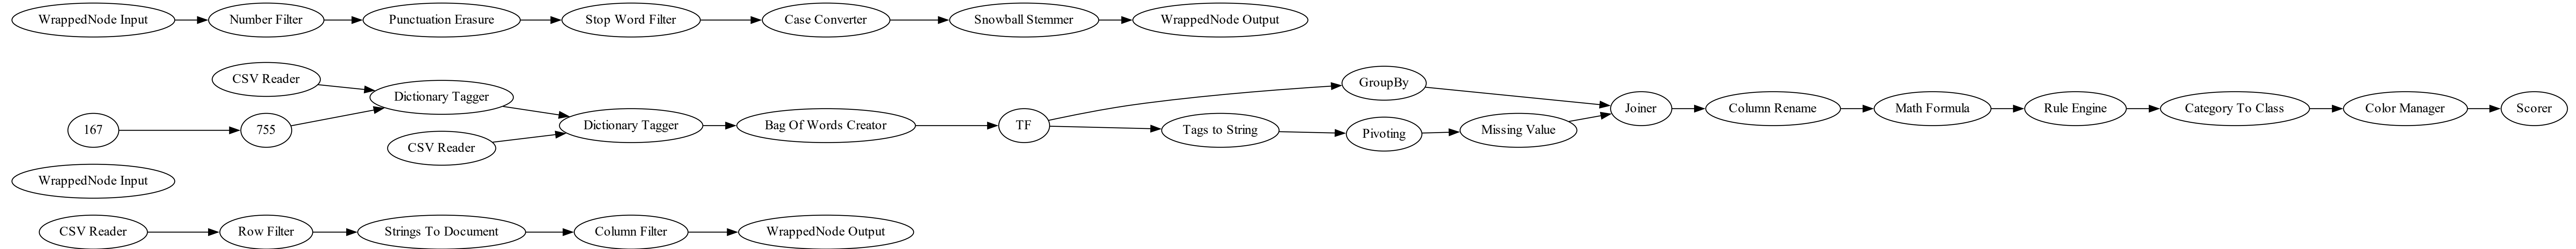 WrappedNode Input
Number Filter
Punctuation Erasure
Stop Word Filter
Case Converter
Snowball Stemmer
WrappedNode Output
CSV Reader
Dictionary Tagger
167
755
CSV Reader
Dictionary Tagger
Bag Of Words Creator
TF
GroupBy
Tags to String
Pivoting
Missing Value
Joiner
Column Rename
Math Formula
Rule Engine
Category To Class
Color Manager
Scorer
WrappedNode Input
CSV Reader
Row Filter
Strings To Document
Column Filter
WrappedNode Output